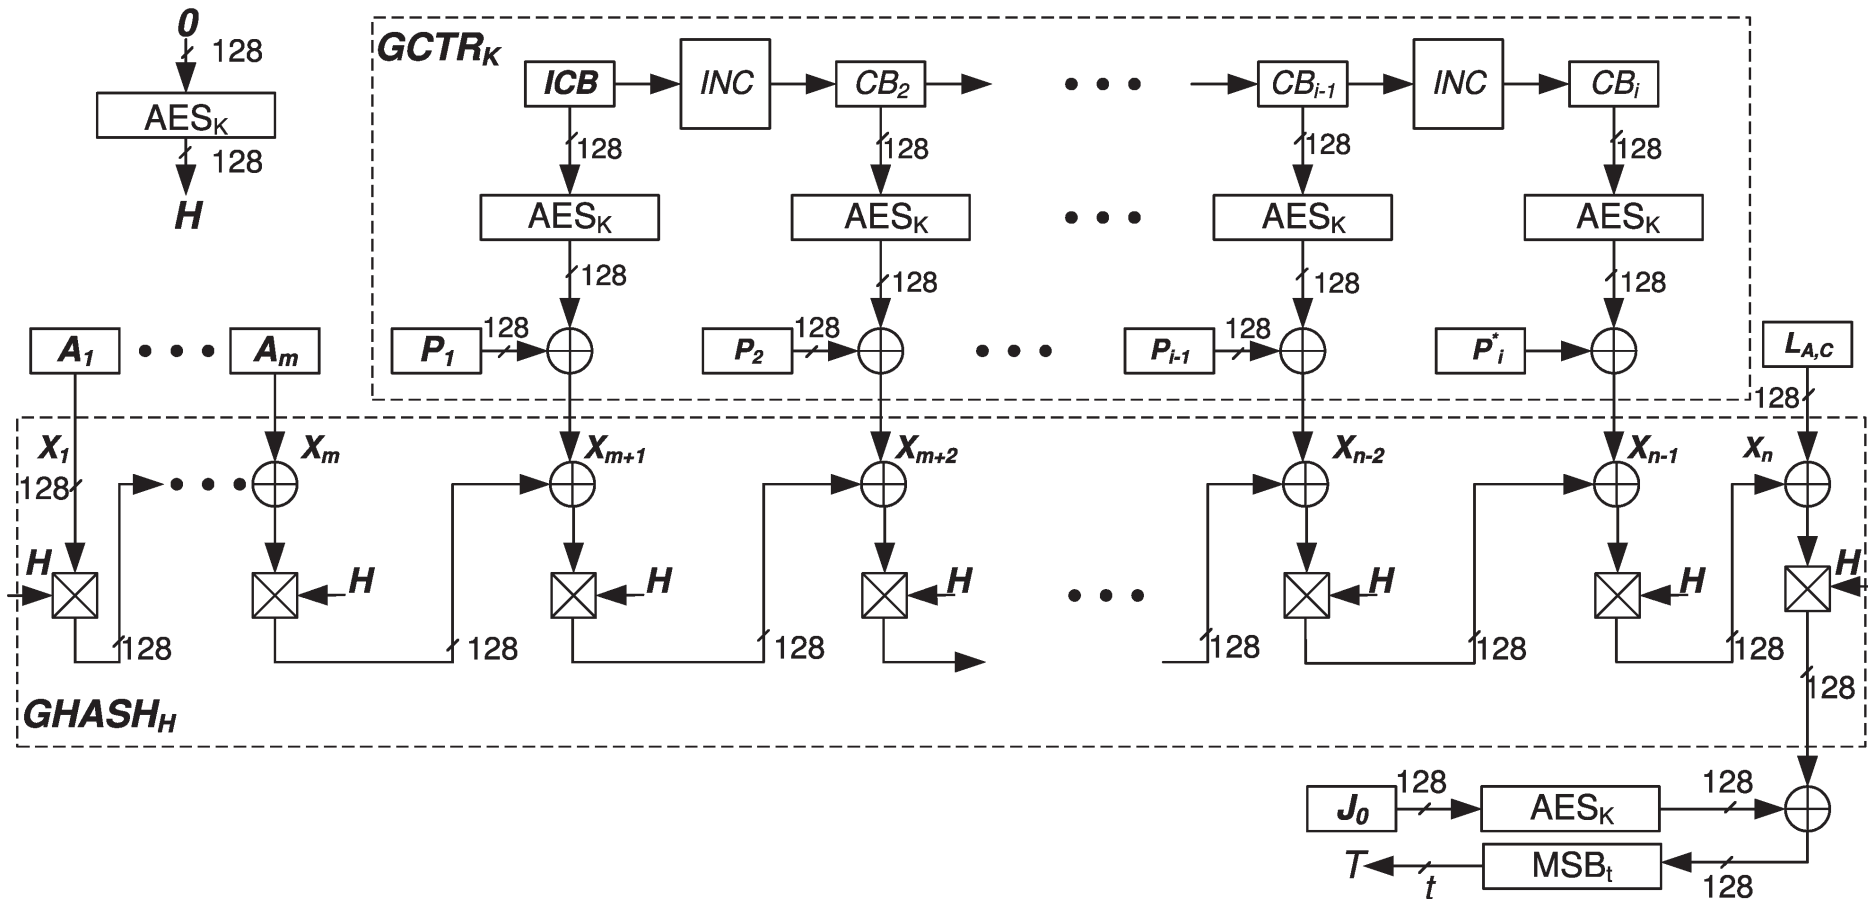 0
128
AES_K
128
H
GCTR_K
ICB INC CB_2 • • • CB_i-1 INC CB_i
128 128 128 128
AES_K AES_K • • • AES_K AES_K
128 128 128 128
A_1 • • • A_m P_1 128 P_2 128 • • • P_i-1 128 P*_i L_A,C
128
X_1 X_m X_m+1 X_m+2 X_n-2 X_n-1 X_n
128 • • •
H H H H • • • H H H
128 128 128 128 128 128 128
GHASH_H
J_0 128 AES_K 128
T t MSB_t 128